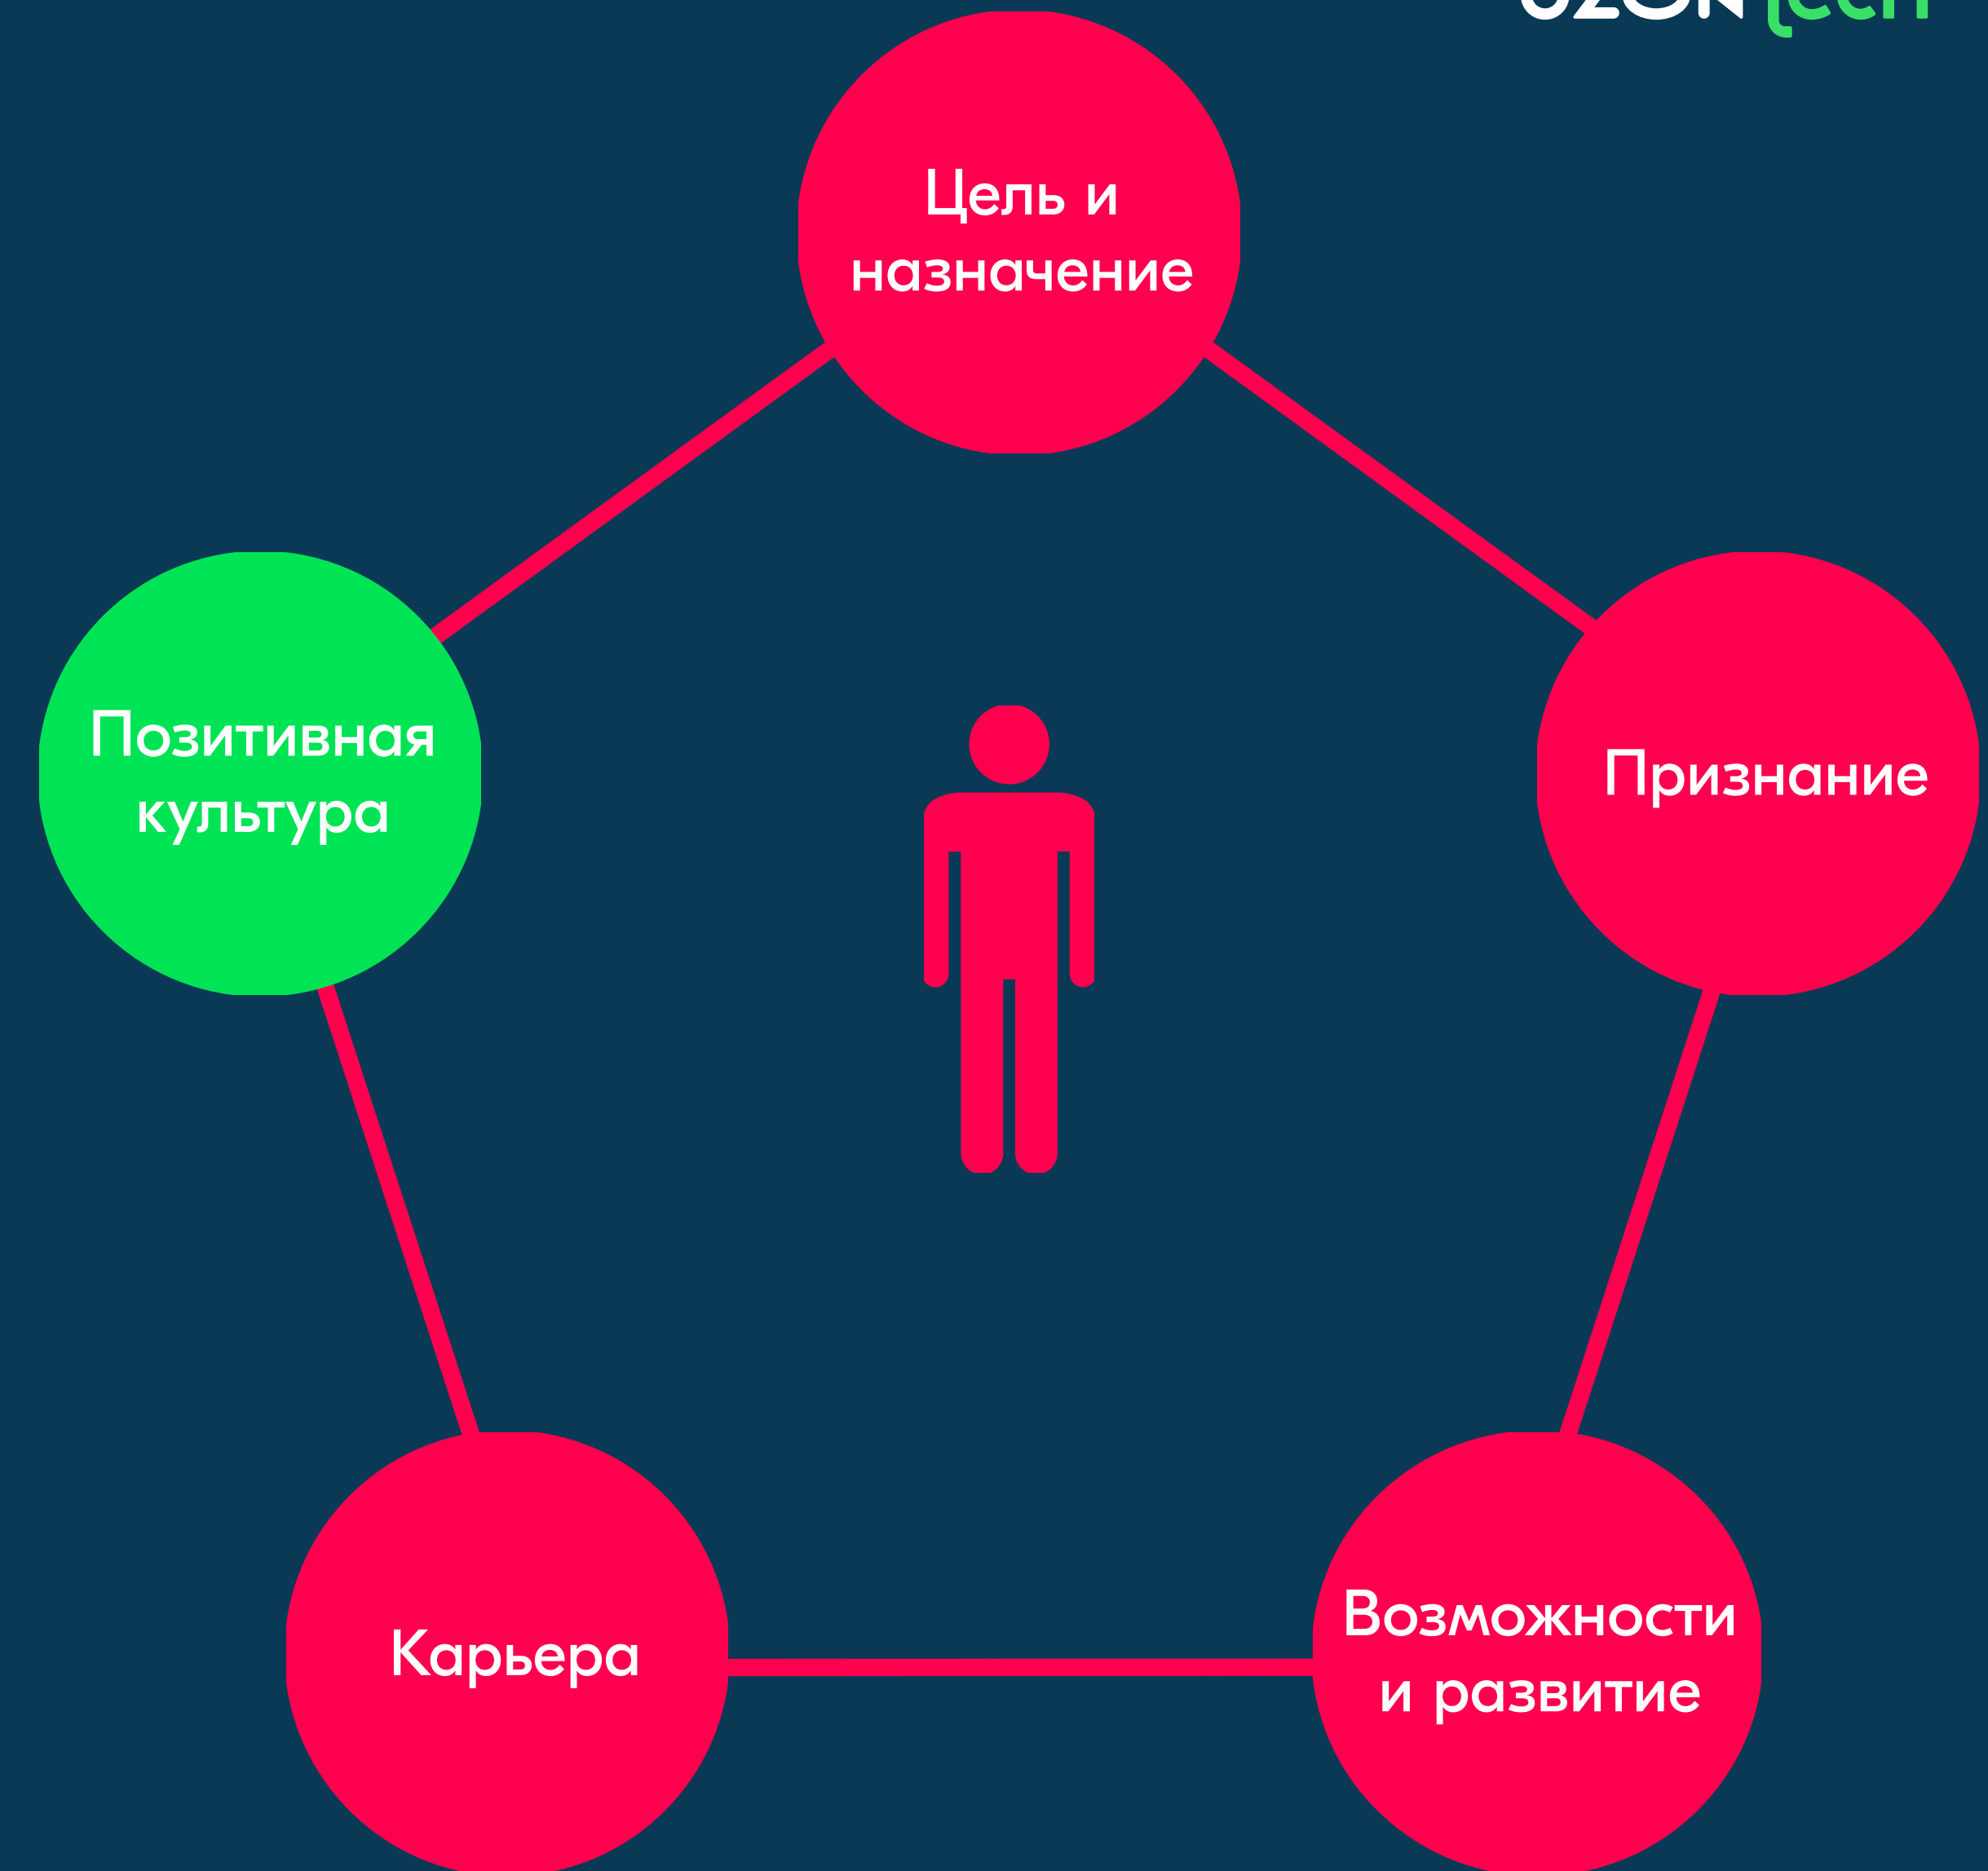 Цель и
назначение
Позитивная
культура
Признание
Карьера
Возможности
и развитие